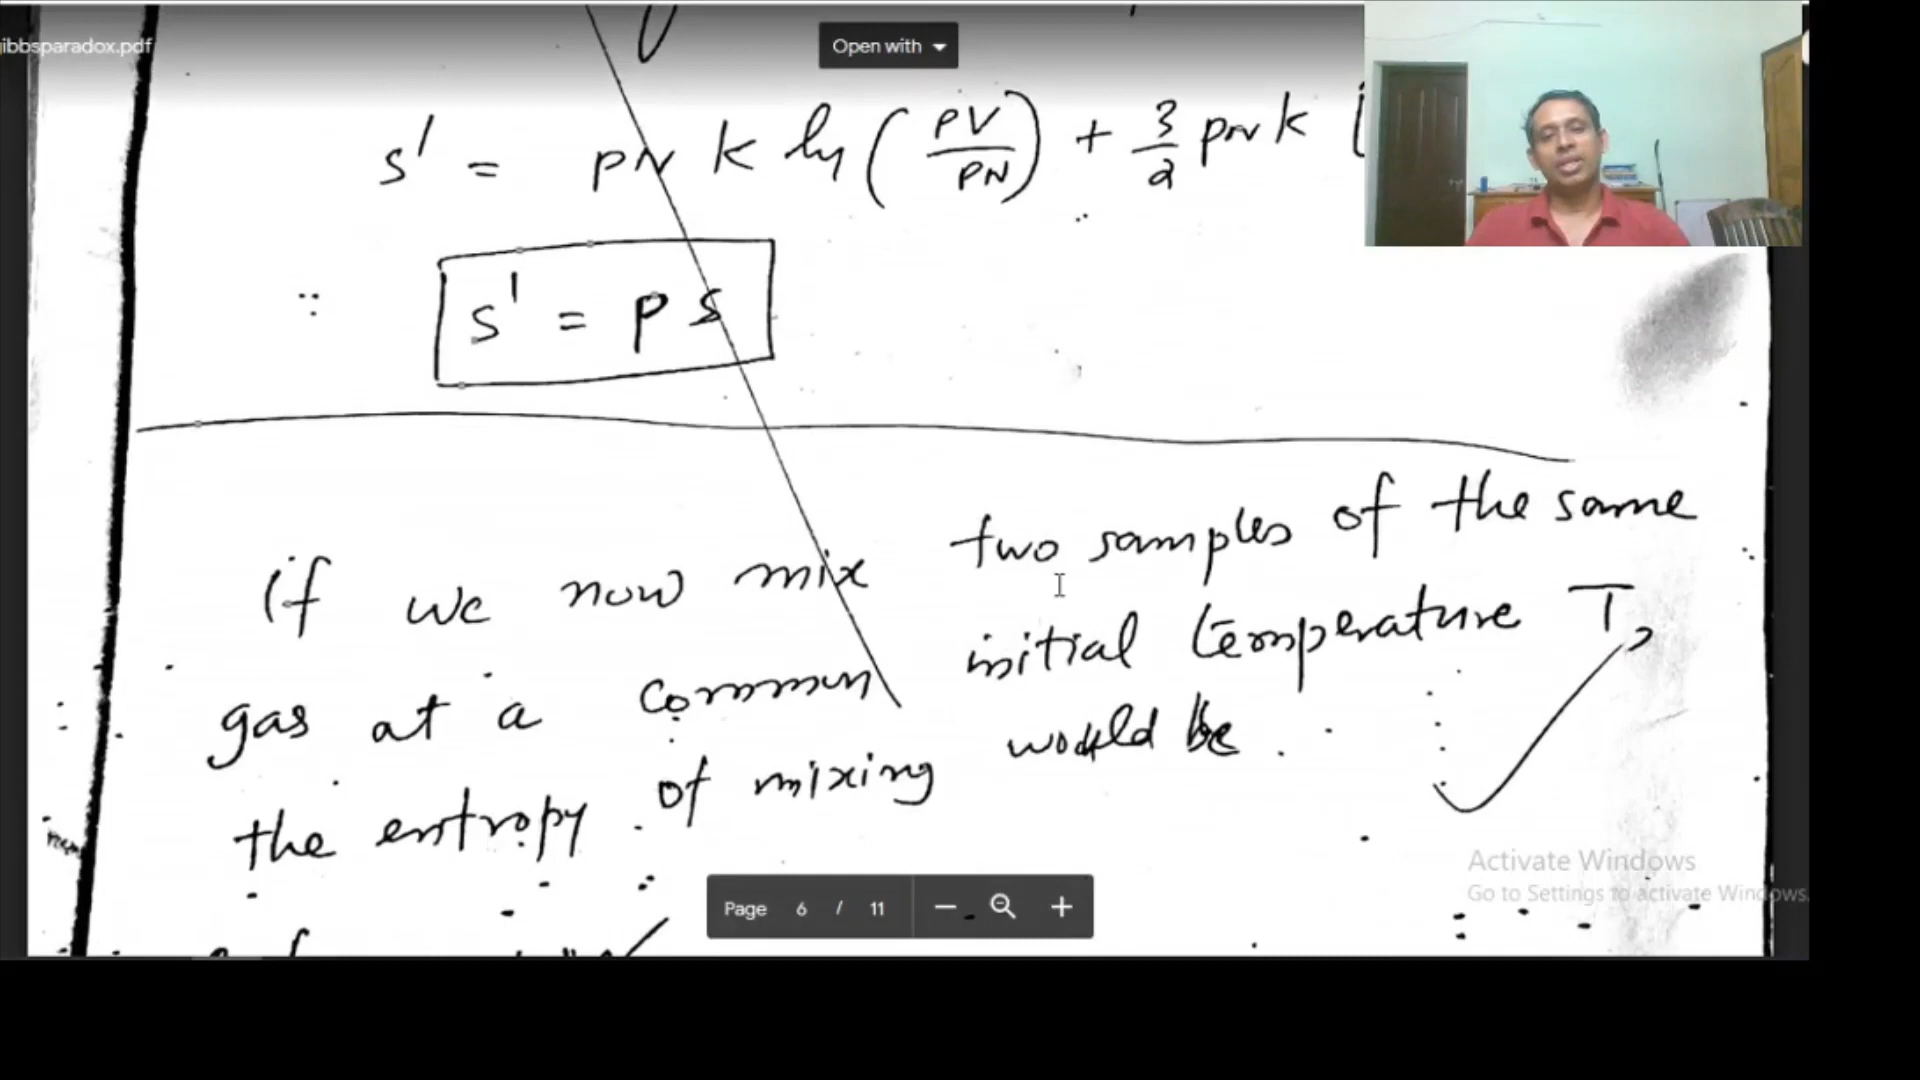 ibbsparadox.pdf
Open with
s' = PN k ln ( PV / PN ) + 3/2 PN k [
∴ s' = P s
If we now mix two samples of the same
gas at a common initial temperature T,
the entropy of mixing would be
Page 6 / 11
Activate Windows
Go to Settings to activate Windows.